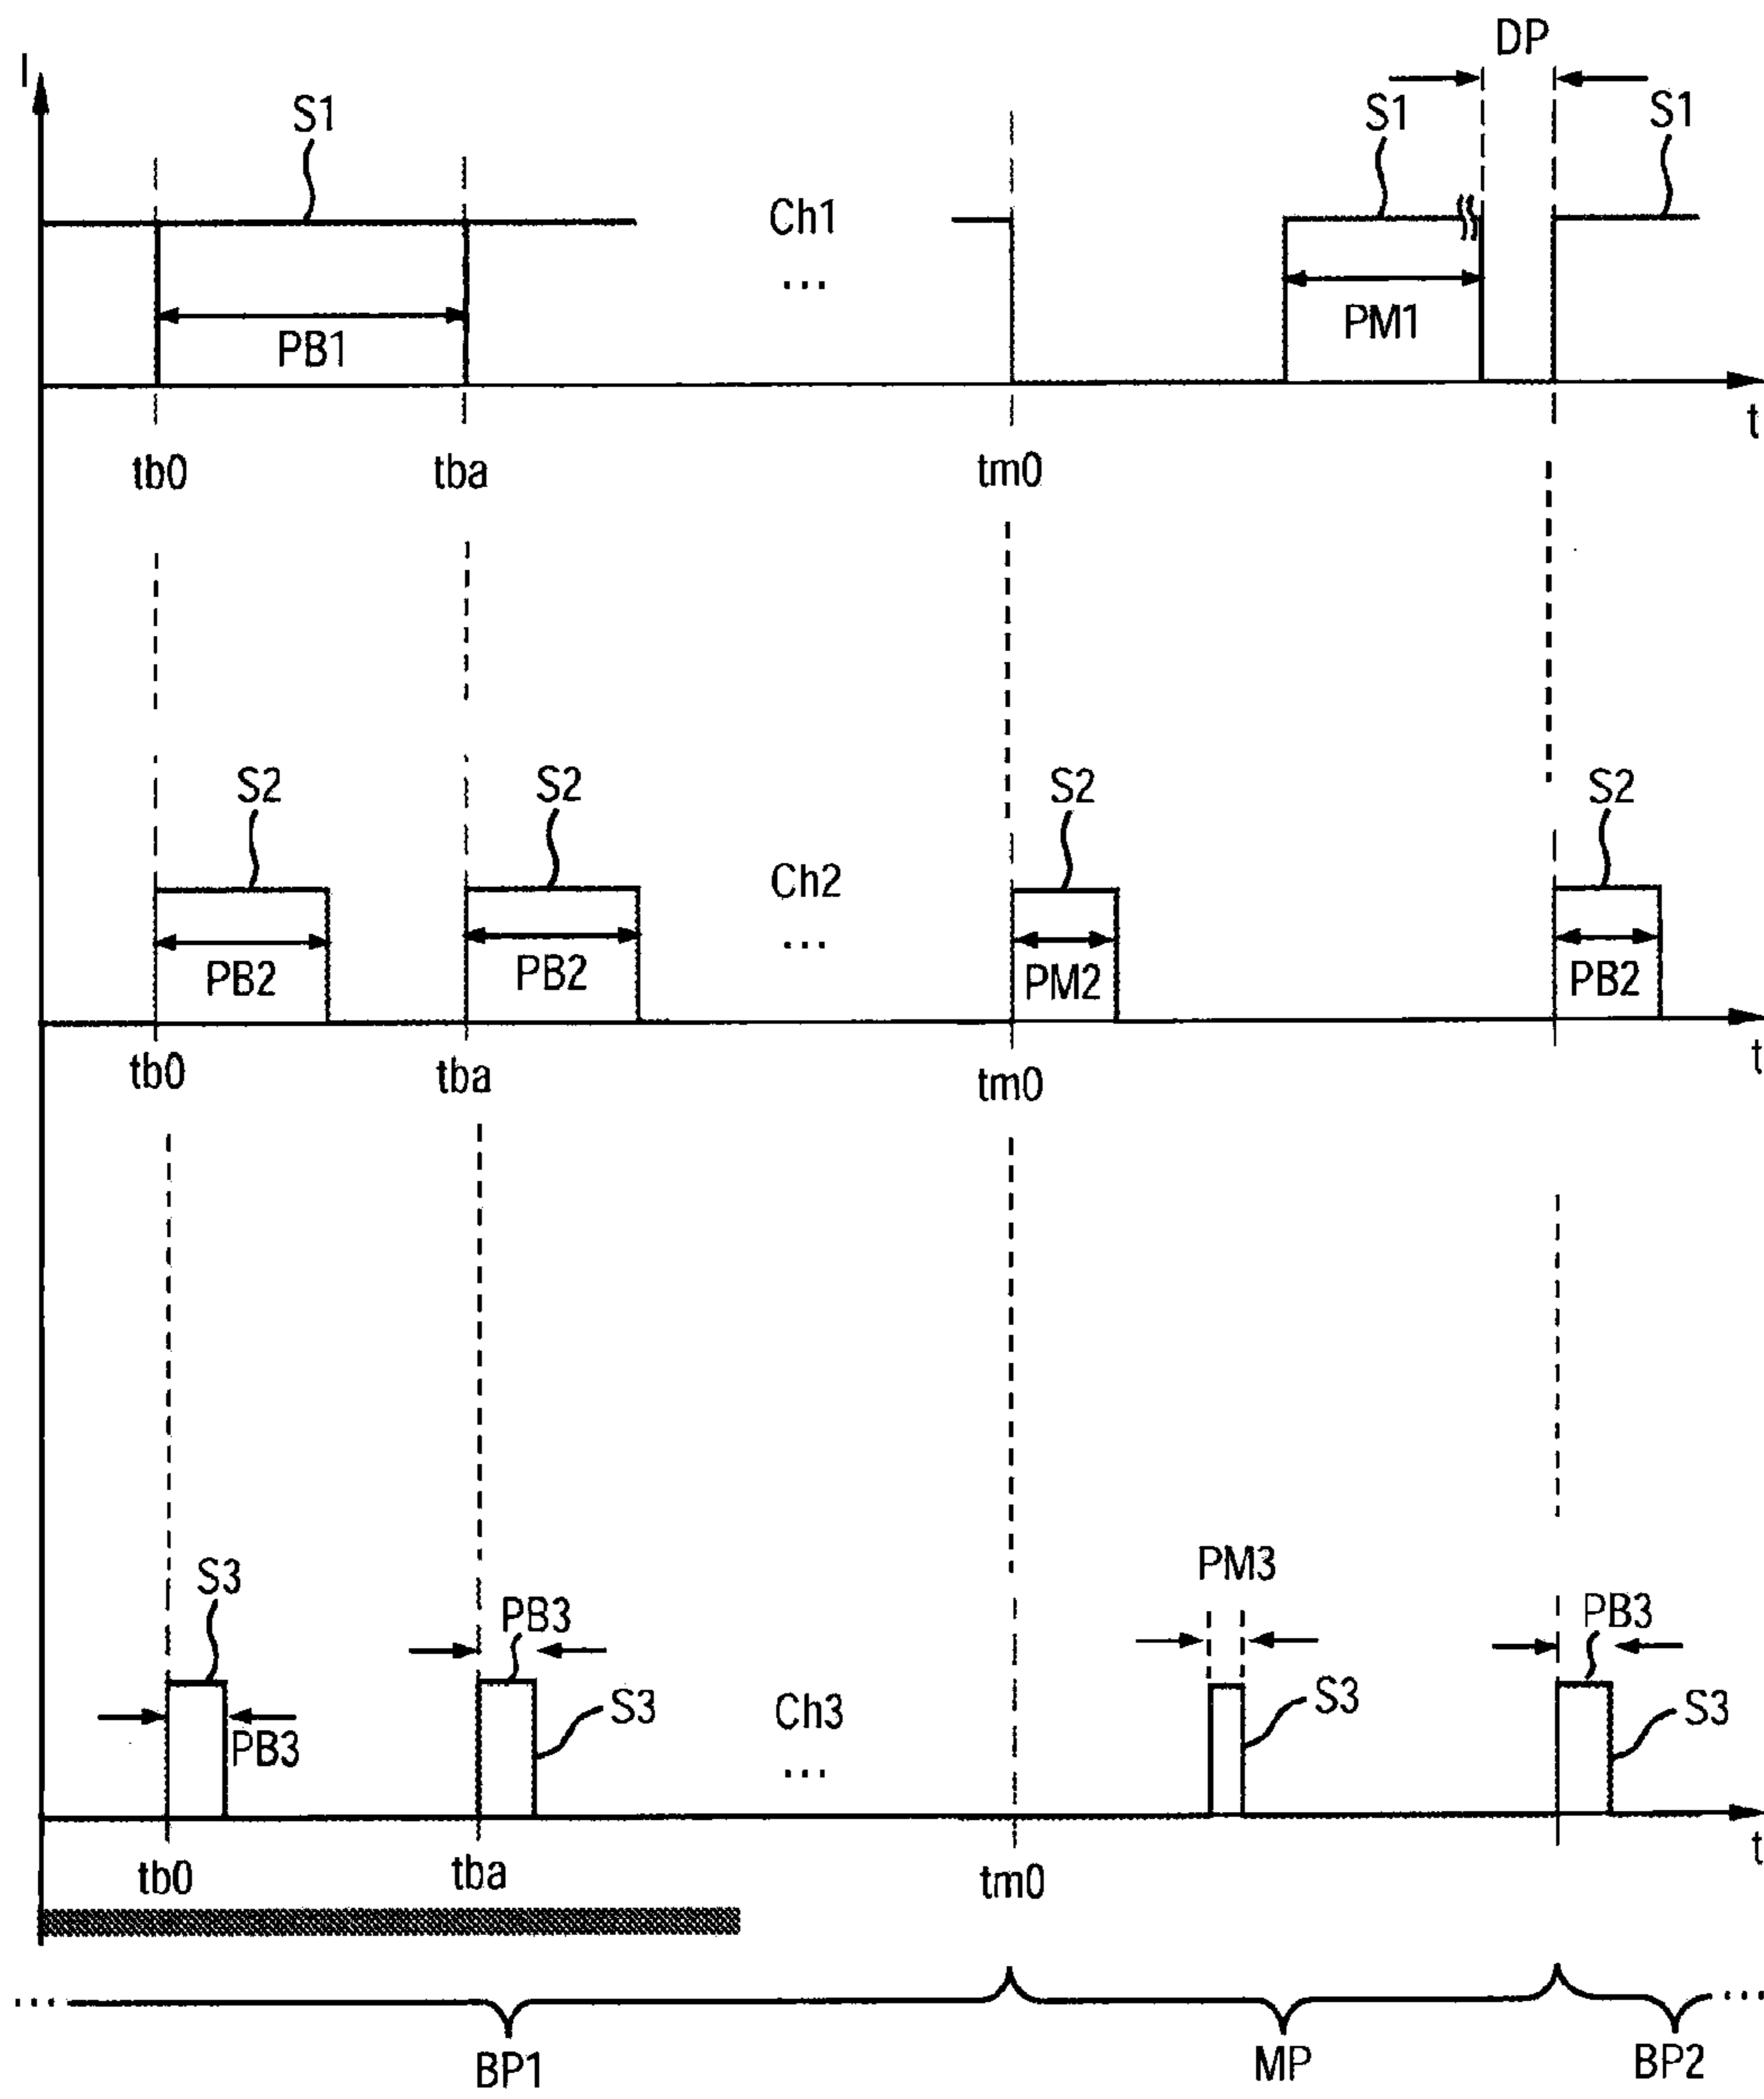 DP
I
S1
S1
S1
Ch1
...
PB1
PM1
t
tb0
tba
tm0
S2
S2
S2
S2
Ch2
...
PB2
PB2
PM2
PB2
t
tb0
tba
tm0
PM3
S3
PB3
PB3
S3
Ch3
S3
S3
PB3
...
t
tb0
tba
tm0
... ...
BP1
MP
BP2